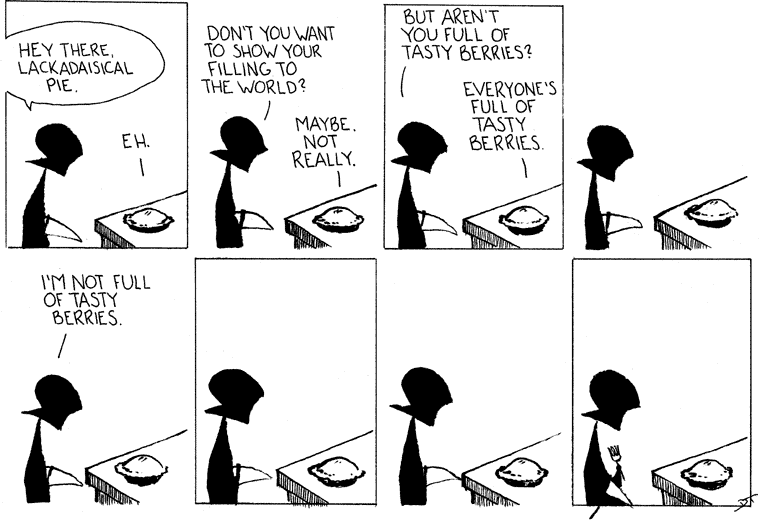 HEY THERE,
LACKADAISICAL
PIE.
EH.
DON'T YOU WANT
TO SHOW YOUR
FILLING TO
THE WORLD?
MAYBE.
NOT
REALLY.
BUT AREN'T
YOU FULL OF
TASTY BERRIES?
EVERYONE'S
FULL OF
TASTY
BERRIES.
I'M NOT FULL
OF TASTY
BERRIES.